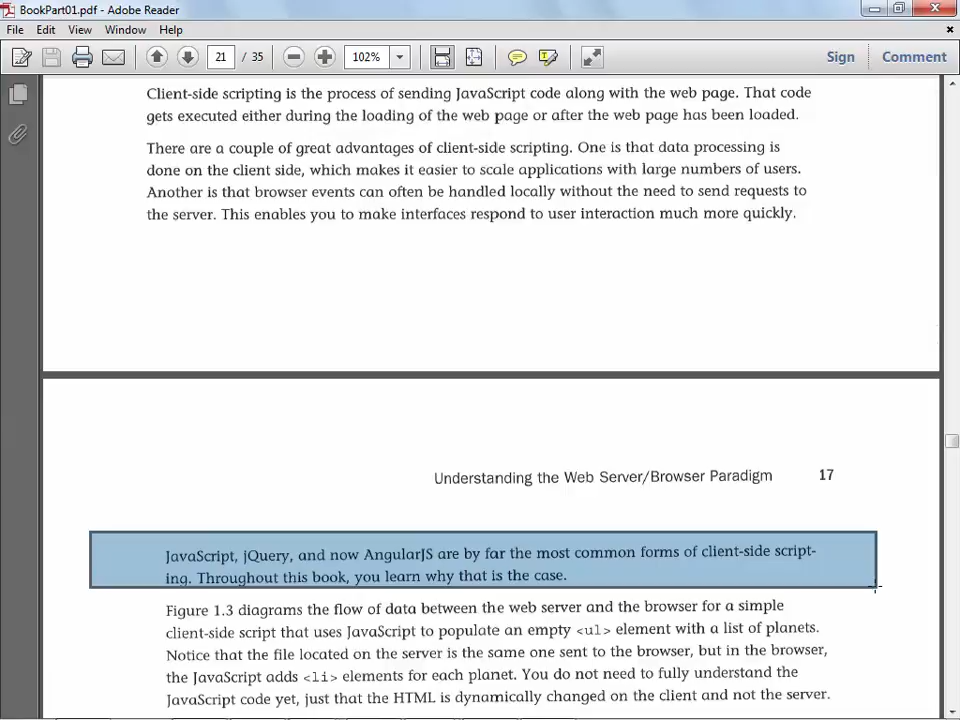 BookPart01.pdf - Adobe Reader
File Edit View Window Help
21 / 35 102% Sign Comment
Client-side scripting is the process of sending JavaScript code along with the web page. That code
gets executed either during the loading of the web page or after the web page has been loaded.
There are a couple of great advantages of client-side scripting. One is that data processing is
done on the client side, which makes it easier to scale applications with large numbers of users.
Another is that browser events can often be handled locally without the need to send requests to
the server. This enables you to make interfaces respond to user interaction much more quickly.
Understanding the Web Server/Browser Paradigm 17
JavaScript, jQuery, and now AngularJS are by far the most common forms of client-side script-
ing. Throughout this book, you learn why that is the case.
Figure 1.3 diagrams the flow of data between the web server and the browser for a simple
client-side script that uses JavaScript to populate an empty <ul> element with a list of planets.
Notice that the file located on the server is the same one sent to the browser, but in the browser,
the JavaScript adds <li> elements for each planet. You do not need to fully understand the
JavaScript code yet, just that the HTML is dynamically changed on the client and not the server.